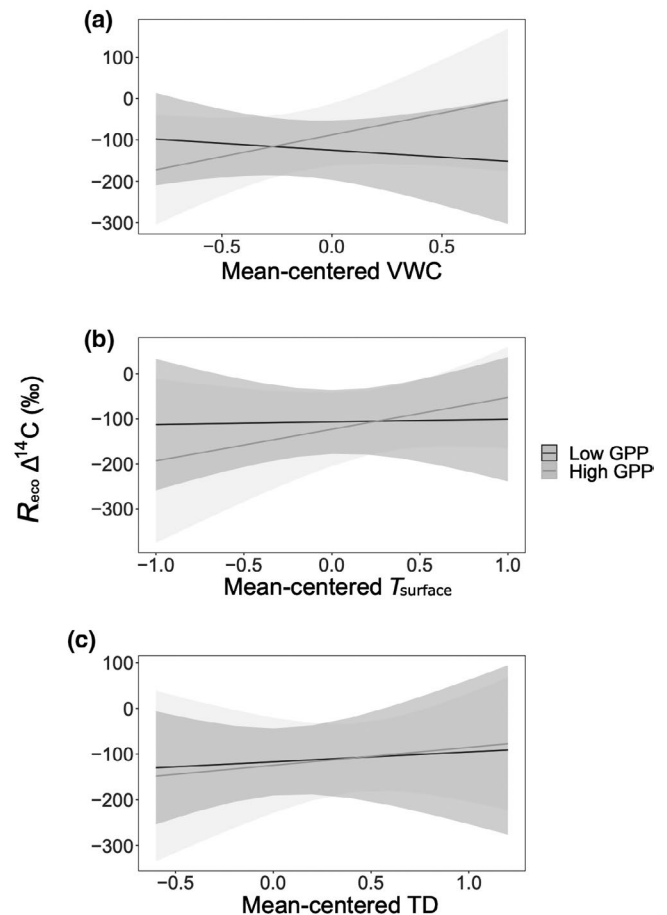 (a)
100
0
−100
−200
−300
−0.5 0.0 0.5
Mean-centered VWC
(b)
0
−100
−200
−300
−1.0 −0.5 0.0 0.5 1.0
Mean-centered Tsurface
(c)
100
0
−100
−200
−300
−0.5 0.0 0.5 1.0
Mean-centered TD
Reco Δ¹⁴C (‰)
Low GPP
High GPP